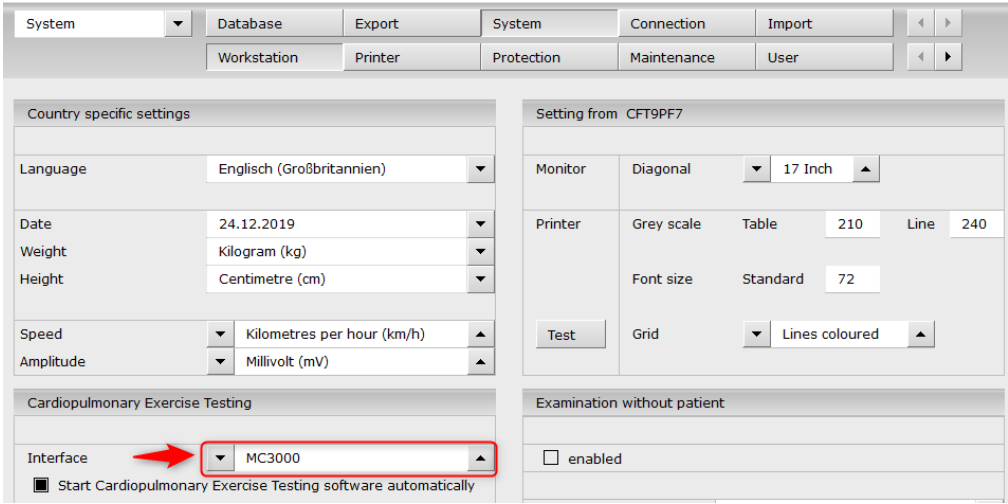 System Database Export System Connection Import
Workstation Printer Protection Maintenance User
Country specific settings
Language Englisch (Großbritannien)
Date 24.12.2019
Weight Kilogram (kg)
Height Centimetre (cm)
Speed Kilometres per hour (km/h)
Amplitude Millivolt (mV)
Setting from CFT9PF7
Monitor Diagonal 17 Inch
Printer Grey scale Table 210 Line 240
Font size Standard 72
Test Grid Lines coloured
Cardiopulmonary Exercise Testing
Interface MC3000
Start Cardiopulmonary Exercise Testing software automatically
Examination without patient
enabled